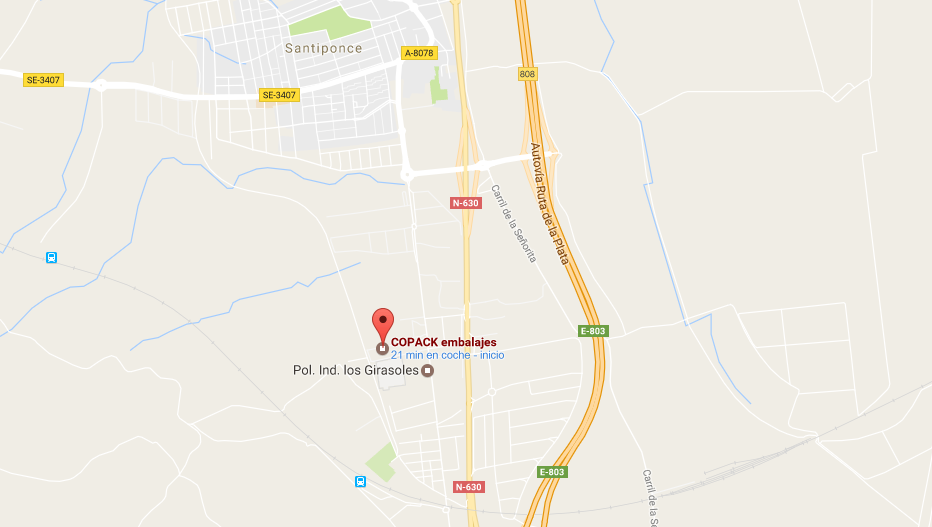 Santiponce
A-8078
808
SE-3407
SE-3407
Autovía Ruta de la Plata
N-630
Carril de la Señorita
E-803
COPACK embalajes
21 min en coche - inicio
Pol. Ind. los Girasoles
E-803
N-630
Carril de la Se